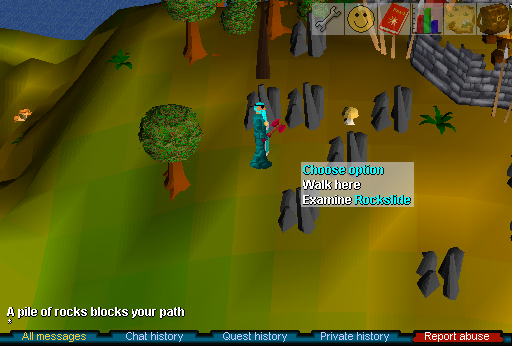 Choose option
Walk here
Examine Rockslide
A pile of rocks blocks your path
*
All messages
Chat history
Quest history
Private history
Report abuse